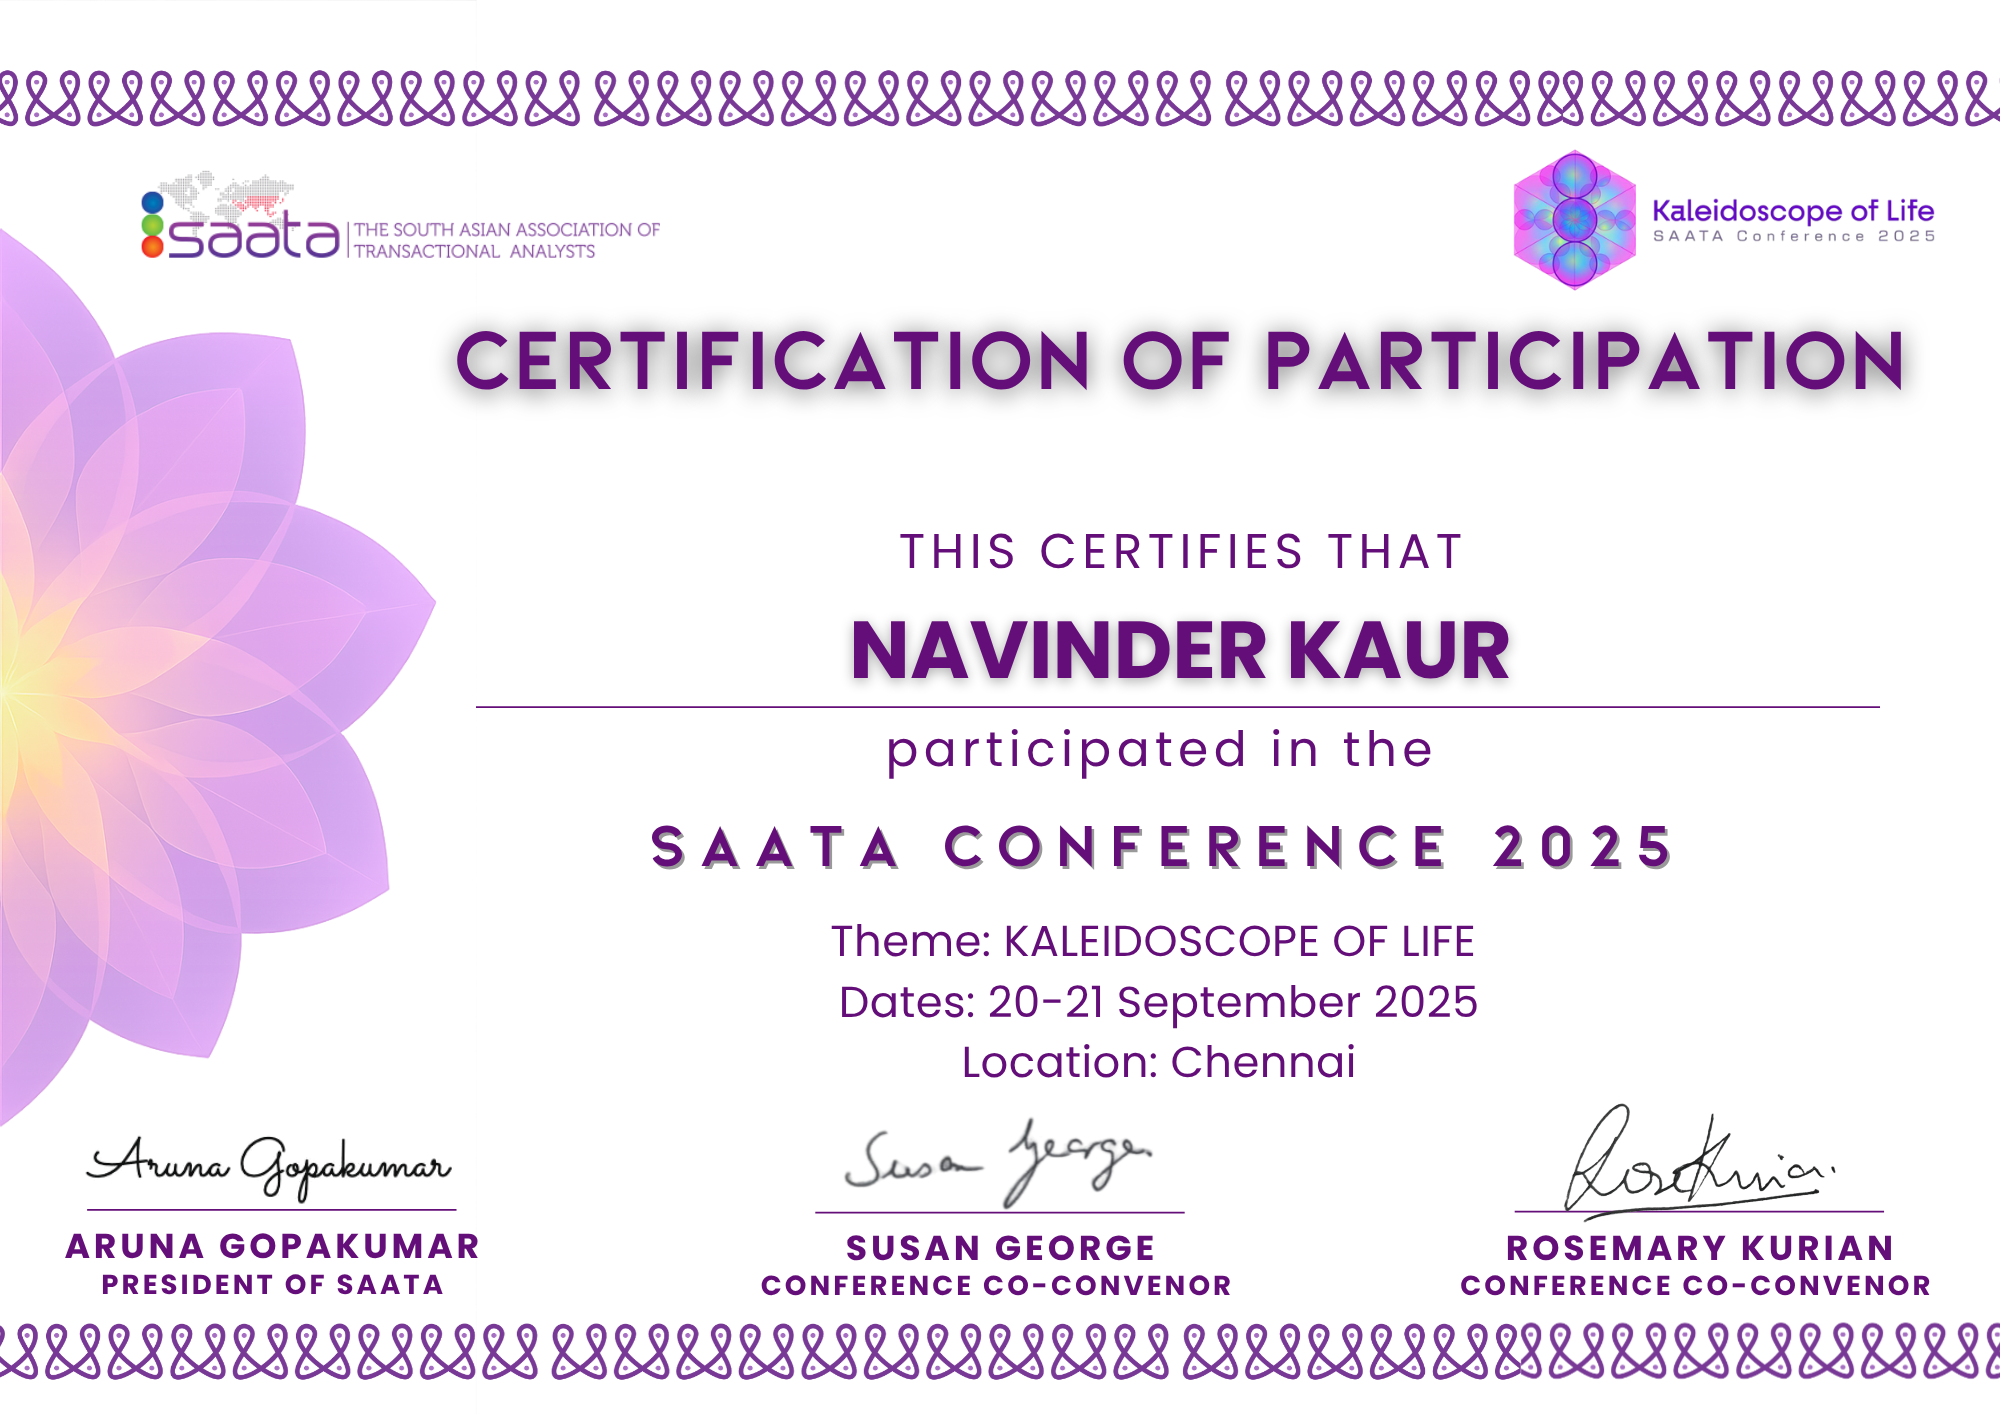 saata
THE SOUTH ASIAN ASSOCIATION OF
TRANSACTIONAL ANALYSTS
Kaleidoscope of Life
SAATA Conference 2025
CERTIFICATION OF PARTICIPATION
THIS CERTIFIES THAT
NAVINDER KAUR
participated in the
SAATA CONFERENCE 2025
Theme: KALEIDOSCOPE OF LIFE
Dates: 20-21 September 2025
Location: Chennai
Aruna Gopakumar
Susan George.
RoseKurian.
ARUNA GOPAKUMAR
PRESIDENT OF SAATA
SUSAN GEORGE
CONFERENCE CO-CONVENOR
ROSEMARY KURIAN
CONFERENCE CO-CONVENOR